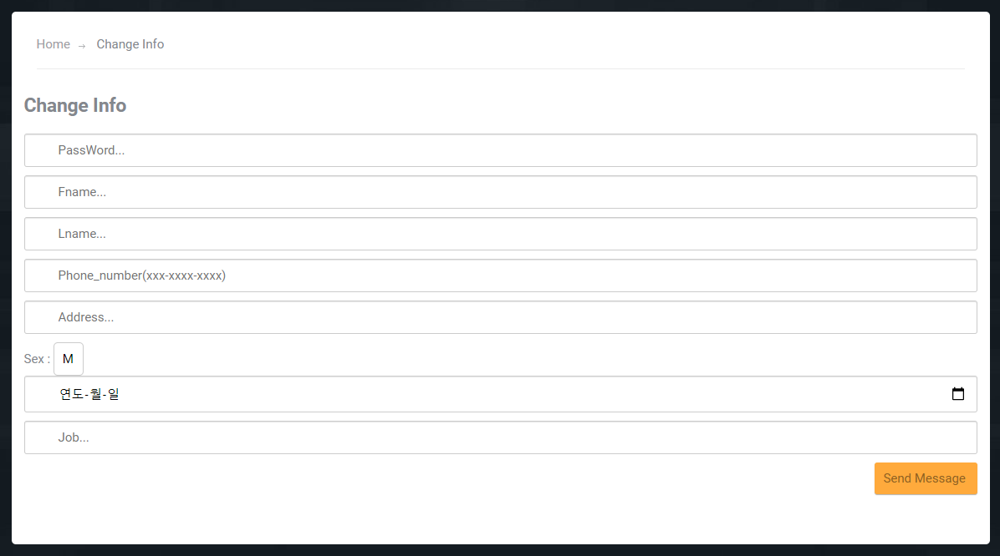 Home → Change Info
Change Info
PassWord...
Fname...
Lname...
Phone_number(xxx-xxxx-xxxx)
Address...
Sex : M
연도-월-일
Job...
Send Message